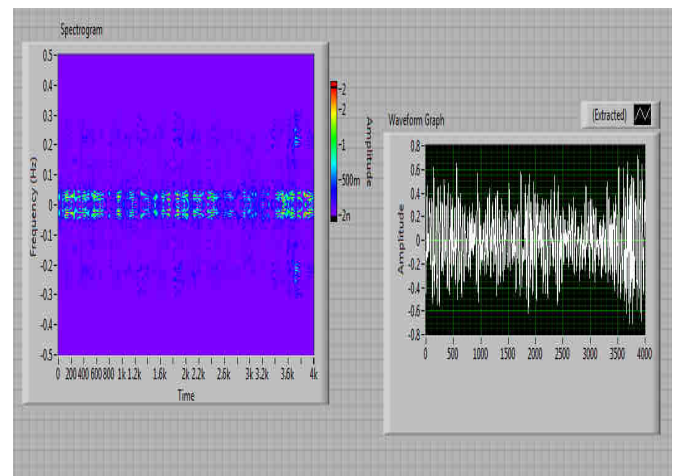 Spectrogram
0.5
0.4
0.3
0.2
0.1
0
-0.1
-0.2
-0.3
-0.4
-0.5
Frequency (Hz)
0 200 400 600 800 1k 1.2k 1.6k 2k 2.2k 2.6k 3k 3.2k 3.6k 4k
Time
-2
-2
-1
-500m
-2n
Amplitude
(Extracted)
Waveform Graph
0.8
0.6
0.4
0.2
0
-0.2
-0.4
-0.6
-0.8
Amplitude
0 500 1000 1500 2000 2500 3000 3500 4000